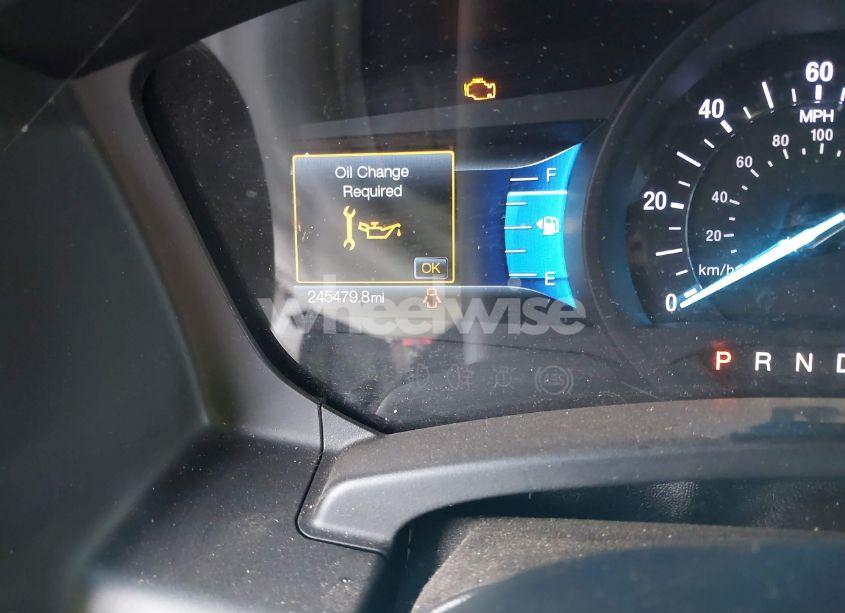 60
40
MPH
100
80
60
Oil Change
Required
F
40
20
20
OK
E
km/h
0
245479.8mi
wheelwise
P R N D